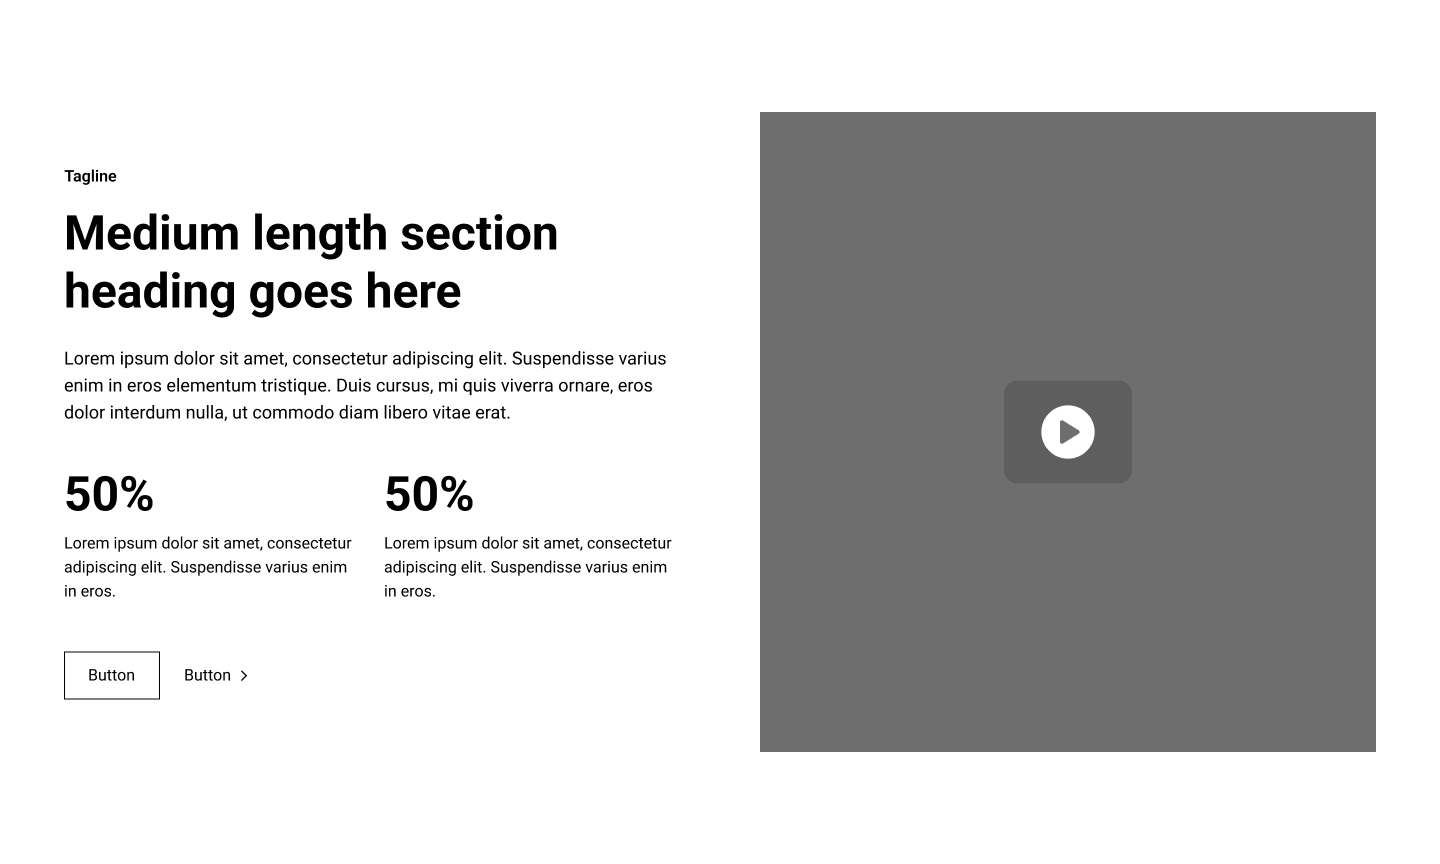 Tagline
Medium length section
heading goes here
Lorem ipsum dolor sit amet, consectetur adipiscing elit. Suspendisse varius
enim in eros elementum tristique. Duis cursus, mi quis viverra ornare, eros
dolor interdum nulla, ut commodo diam libero vitae erat.
50%
Lorem ipsum dolor sit amet, consectetur
adipiscing elit. Suspendisse varius enim
in eros.
50%
Lorem ipsum dolor sit amet, consectetur
adipiscing elit. Suspendisse varius enim
in eros.
Button
Button